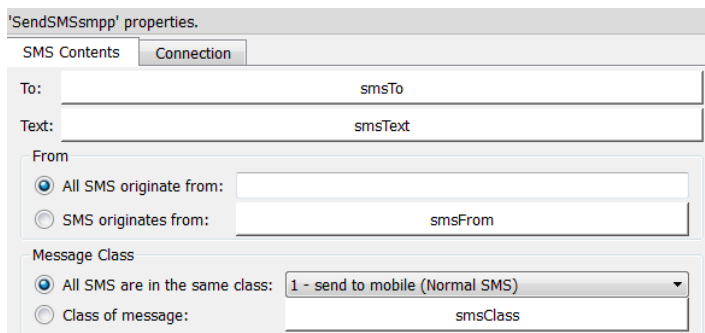 'SendSMSsmpp' properties.
SMS Contents Connection
To: smsTo
Text: smsText
From
All SMS originate from:
SMS originates from: smsFrom
Message Class
All SMS are in the same class: 1 - send to mobile (Normal SMS)
Class of message: smsClass